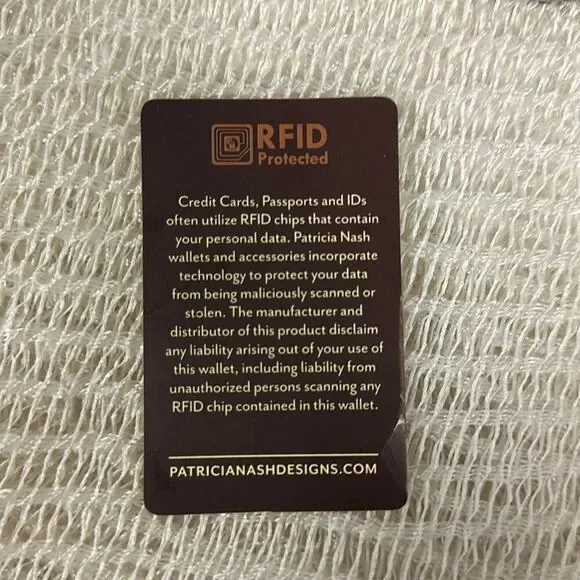 RFID
Protected
Credit Cards, Passports and IDs
often utilize RFID chips that contain
your personal data. Patricia Nash
wallets and accessories incorporate
technology to protect your data
from being maliciously scanned or
stolen. The manufacturer and
distributor of this product disclaim
any liability arising out of your use of
this wallet, including liability from
unauthorized persons scanning any
RFID chip contained in this wallet.
PATRICIANASHDESIGNS.COM